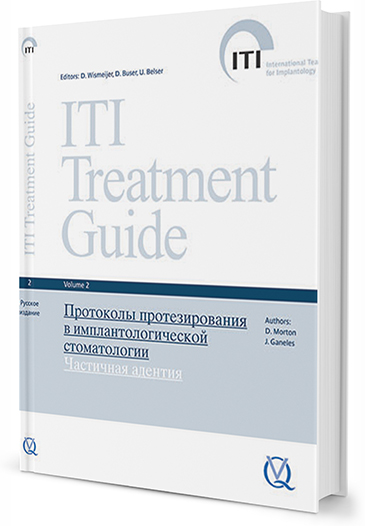 ITI
International Tea
for Implantology
Editors: D. Wismeijer, D. Buser, U. Belser
ITI
Treatment
Guide
Volume 2
Протоколы протезирования
в имплантологической
стоматологии
Частичная адентия
Authors:
D. Morton
J. Ganeles
ITI Treatment Guide
2
Русское
издание